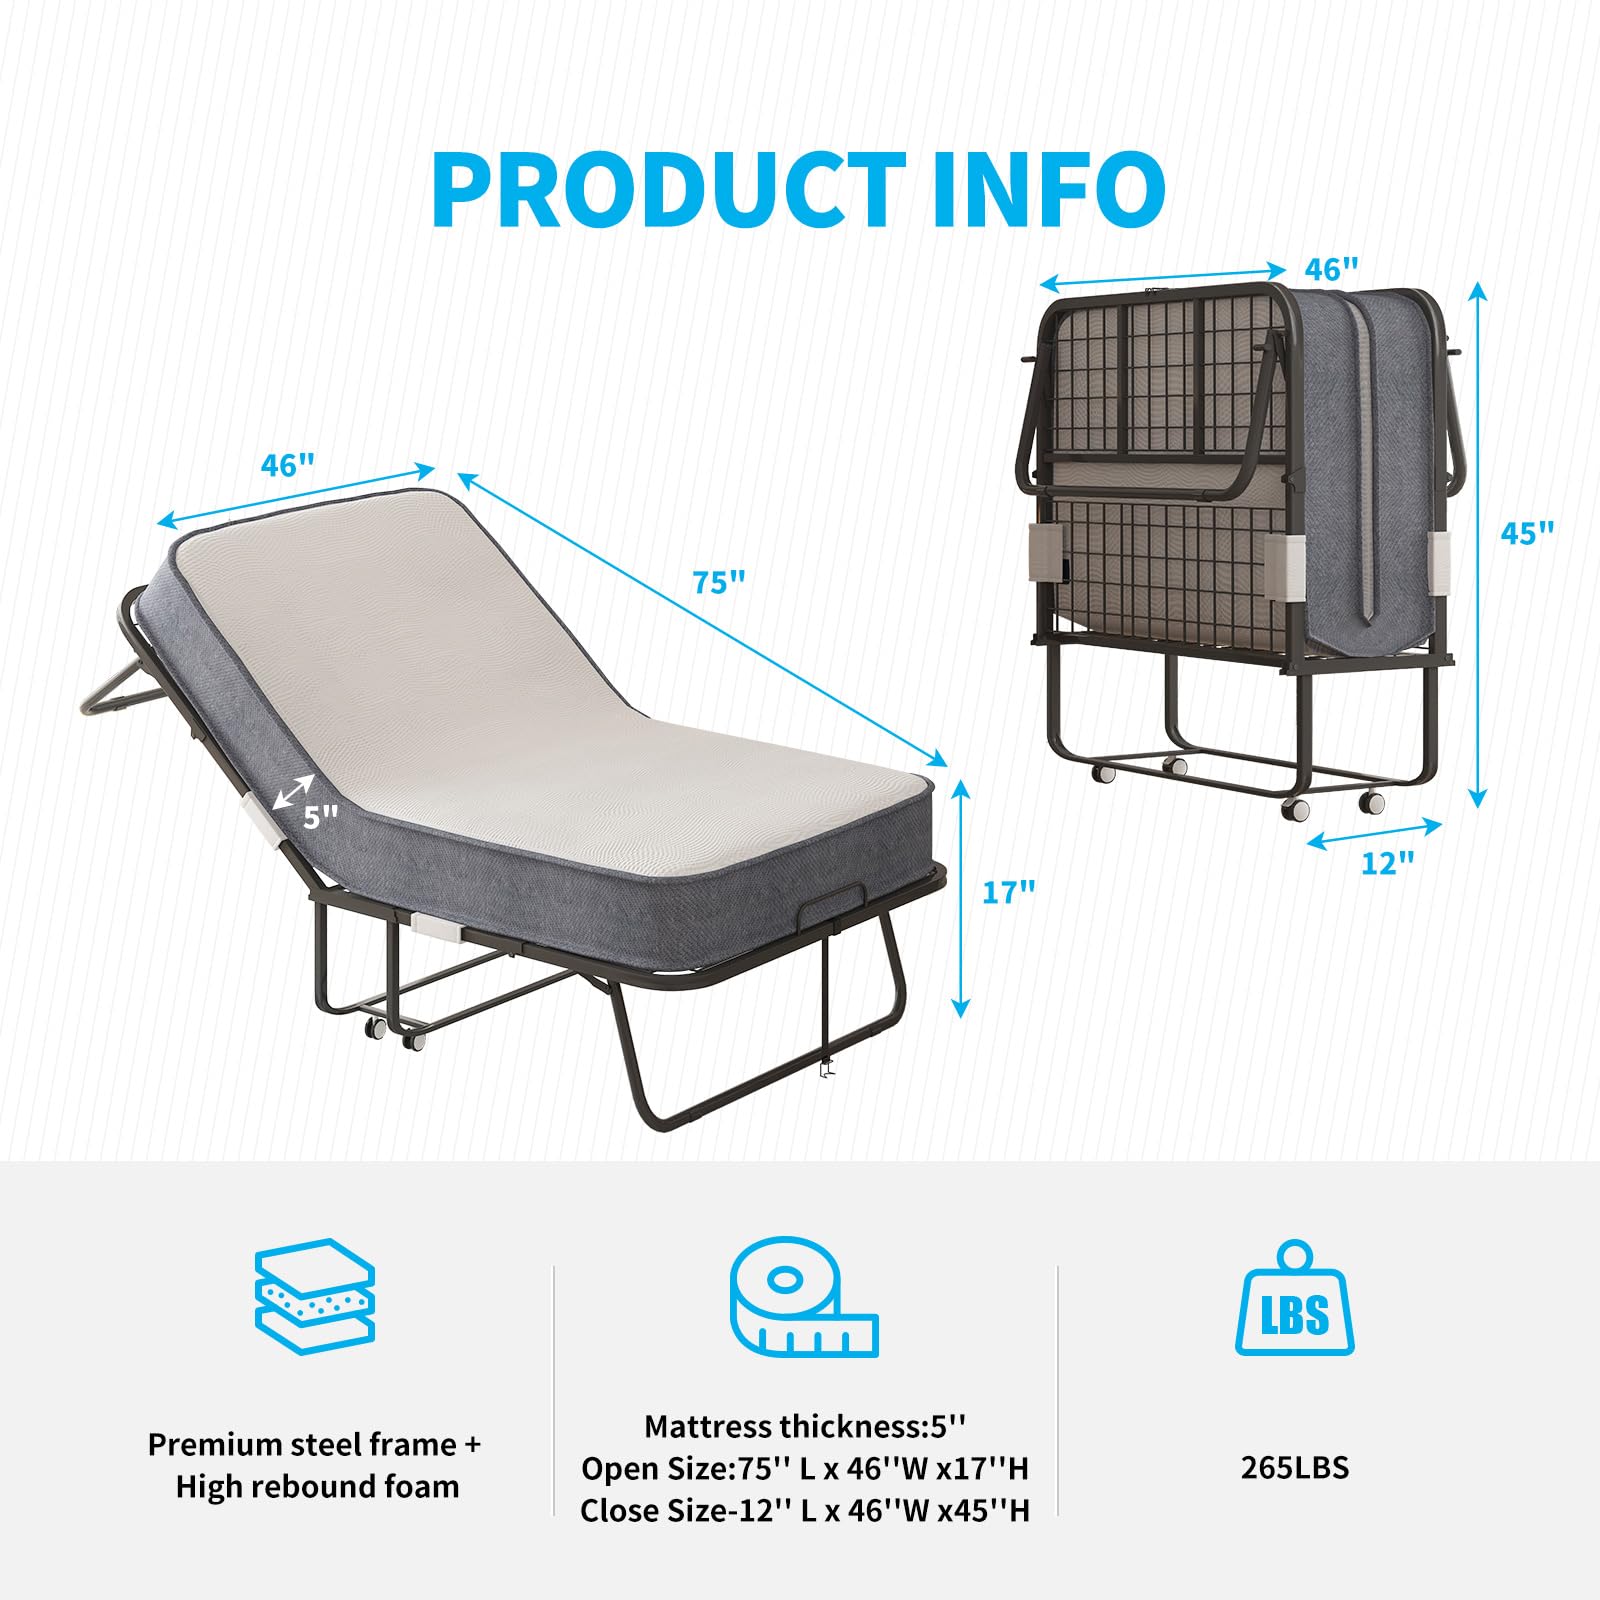 PRODUCT INFO
46"
45"
12"
46"
75"
5"
17"
LBS
Premium steel frame +
High rebound foam
Mattress thickness:5''
Open Size:75'' L x 46''W x17''H
Close Size-12'' L x 46''W x45''H
265LBS